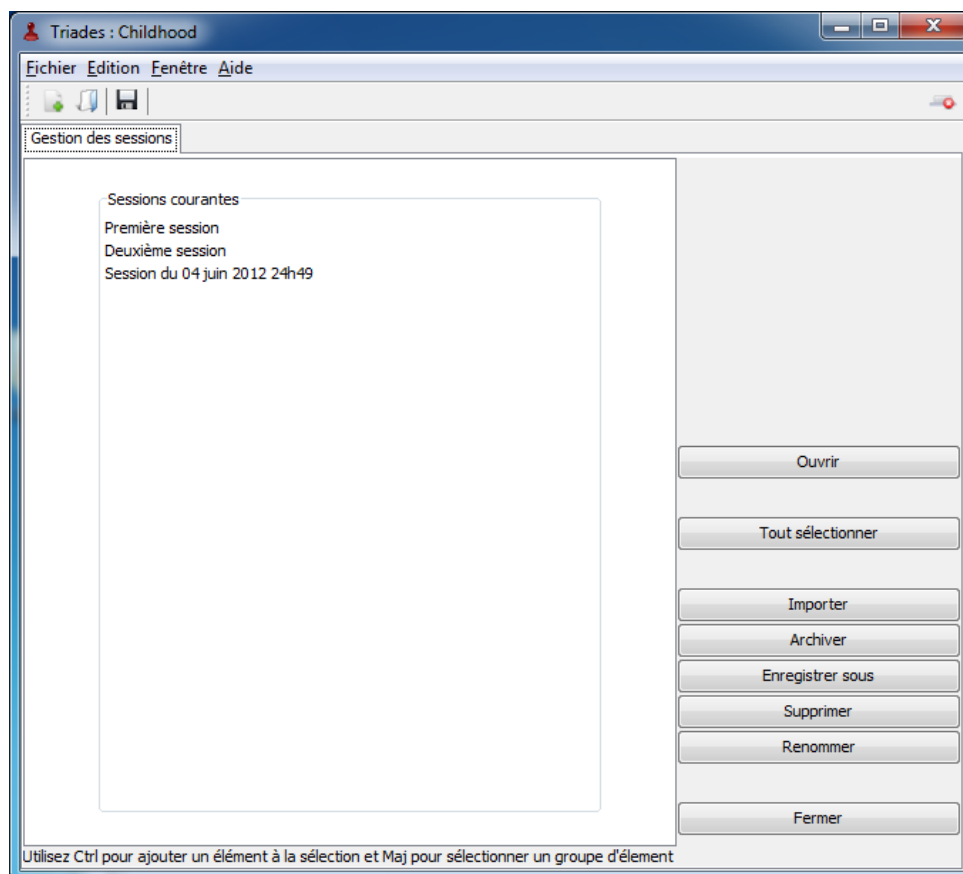 Triades : Childhood
Fichier Edition Fenêtre Aide
Gestion des sessions
Sessions courantes
Première session
Deuxième session
Session du 04 juin 2012 24h49
Ouvrir
Tout sélectionner
Importer
Archiver
Enregistrer sous
Supprimer
Renommer
Fermer
Utilisez Ctrl pour ajouter un élément à la sélection et Maj pour sélectionner un groupe d'élement